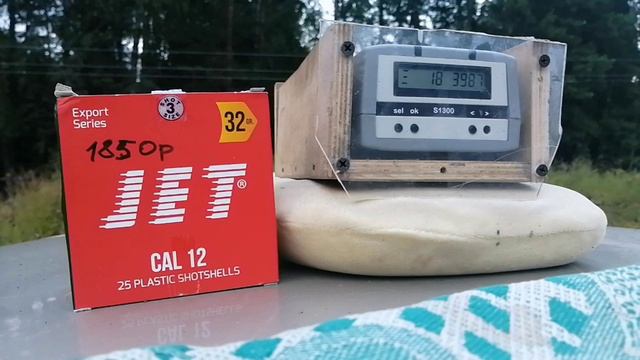 Export
Series
SHOT
3
SIZE
32 GR.
1850р
JET®
CAL 12
25 PLASTIC SHOTSHELLS
18 3987
sel ok S1300 < >